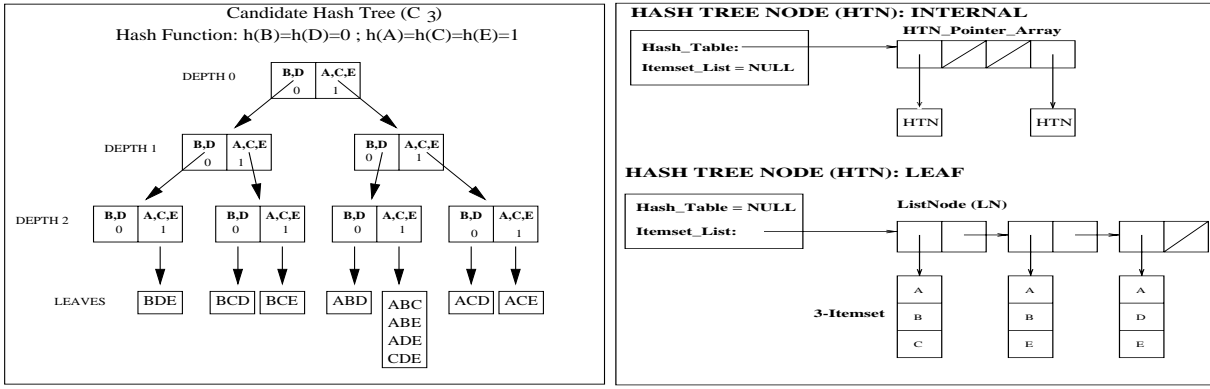 Candidate Hash Tree (C 3)
Hash Function: h(B)=h(D)=0 ; h(A)=h(C)=h(E)=1
DEPTH 0
B,D A,C,E
0 1
DEPTH 1
B,D A,C,E
0 1
B,D A,C,E
0 1
DEPTH 2
B,D A,C,E
0 1
B,D A,C,E
0 1
B,D A,C,E
0 1
B,D A,C,E
0 1
LEAVES
BDE
BCD
BCE
ABD
ABC
ABE
ADE
CDE
ACD
ACE
HASH TREE NODE (HTN): INTERNAL
HTN_Pointer_Array
Hash_Table:
Itemset_List = NULL
HTN
HTN
HASH TREE NODE (HTN): LEAF
Hash_Table = NULL
Itemset_List:
ListNode (LN)
3-Itemset
A
B
C
A
B
E
A
D
E